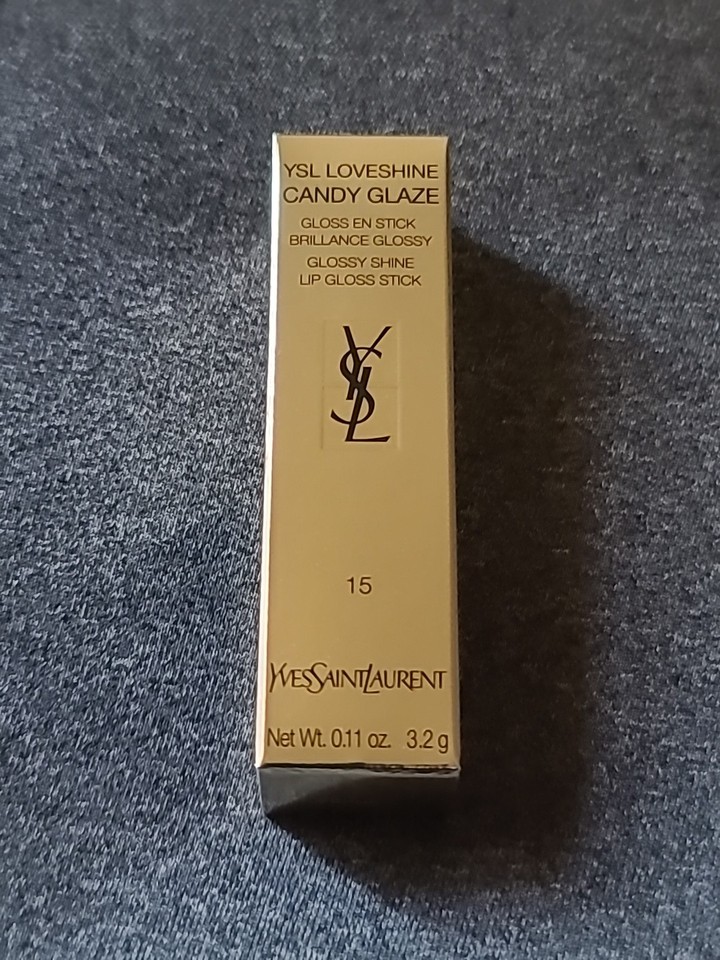 YSL LOVESHINE
CANDY GLAZE
GLOSS EN STICK
BRILLANCE GLOSSY
GLOSSY SHINE
LIP GLOSS STICK
YSL
15
YVESSAINTLAURENT
Net Wt. 0.11 oz. 3.2 g